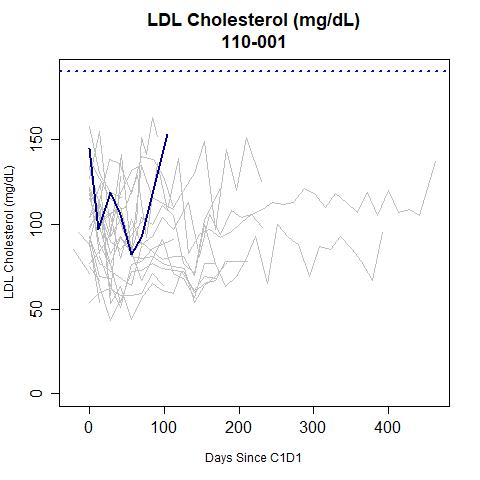 LDL Cholesterol (mg/dL)
110-001
LDL Cholesterol (mg/dL)
150
100
50
0
0 100 200 300 400
Days Since C1D1